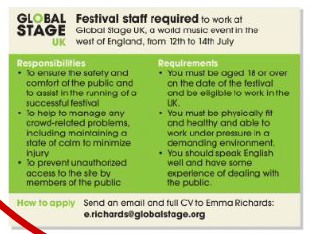 GLOBAL STAGE UK
Festival staff required to work at
Global Stage UK, a world music event in the
west of England, from 12th to 14th July
Responsibilities
• To ensure the safety and
comfort of the public and
to assist in the running of a
successful festival
• To help to manage any
crowd-related problems,
including maintaining a
state of calm to minimize
injury
• To prevent unauthorized
access to the site by
members of the public
Requirements
• You must be aged 18 or over
on the date of the festival
and be eligible to work in the
UK.
• You must be physically fit
and healthy and able to
work under pressure in a
demanding environment.
• You should speak English
well and have some
experience of dealing with
the public.
How to apply Send an email and full CV to Emma Richards:
e.richards@globalstage.org